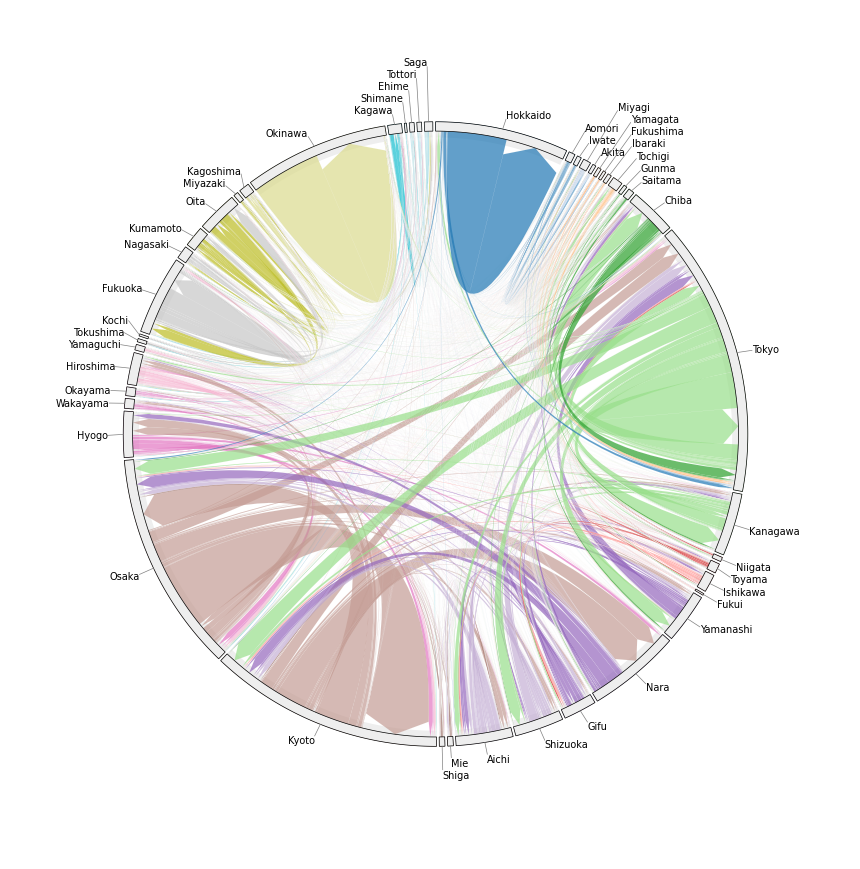 Hokkaido
Aomori
Iwate
Miyagi
Akita
Yamagata
Fukushima
Ibaraki
Tochigi
Gunma
Saitama
Chiba
Tokyo
Kanagawa
Niigata
Toyama
Ishikawa
Fukui
Yamanashi
Nara
Gifu
Shizuoka
Aichi
Mie
Shiga
Kyoto
Osaka
Hyogo
Wakayama
Okayama
Hiroshima
Yamaguchi
Tokushima
Kochi
Fukuoka
Nagasaki
Kumamoto
Oita
Miyazaki
Kagoshima
Okinawa
Kagawa
Shimane
Ehime
Tottori
Saga